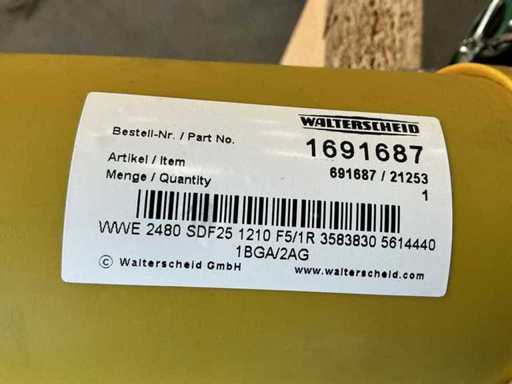 WALTERSCHEID
Bestell-Nr. / Part No. 1691687
Artikel / Item 691687 / 21253
Menge / Quantity 1
WWE 2480 SDF25 1210 F5/1R 3583830 5614440
1BGA/2AG
© Walterscheid GmbH www.walterscheid.com